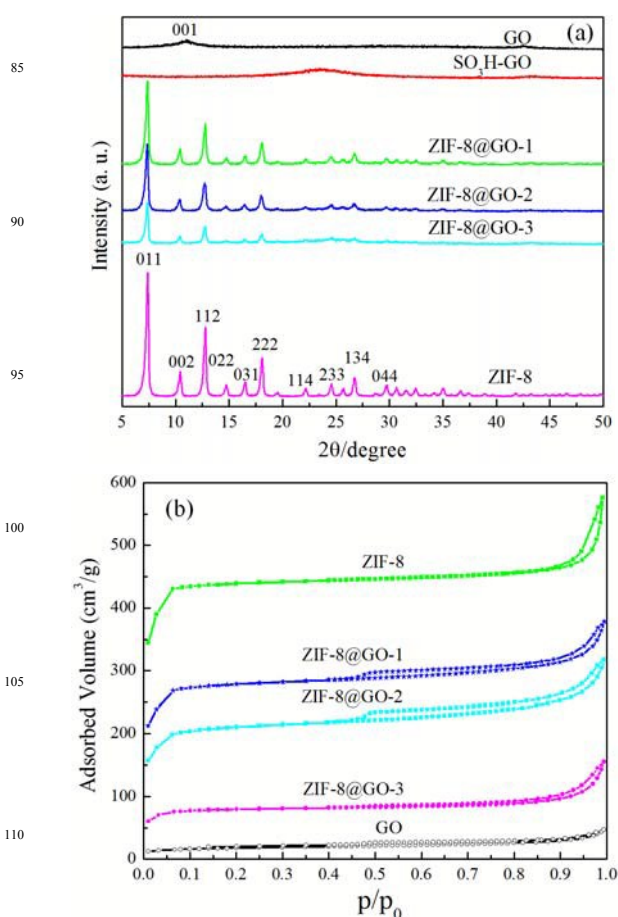 001
GO
(a)
85
SO3H-GO
ZIF-8@GO-1
Intensity (a. u.)
ZIF-8@GO-2
90
ZIF-8@GO-3
011
112
002
022
031
222
114
233
134
044
95
ZIF-8
5 10 15 20 25 30 35 40 45 50
2θ/degree
600
(b)
100
500
ZIF-8
400
Adsorbed Volume (cm3/g)
ZIF-8@GO-1
300
105
ZIF-8@GO-2
200
ZIF-8@GO-3
100
GO
110
0
0.0 0.1 0.2 0.3 0.4 0.5 0.6 0.7 0.8 0.9 1.0
p/p0